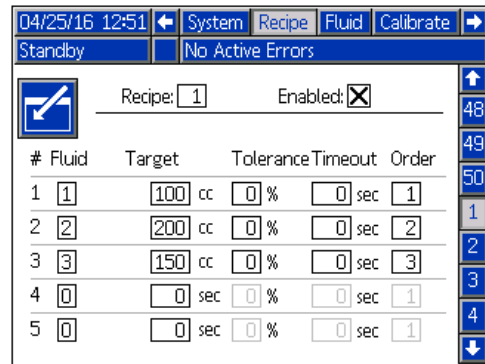 04/25/16 12:51 System Recipe Fluid Calibrate
Standby No Active Errors
Recipe: 1 Enabled:
48
49
50
1
2
3
4
# Fluid Target Tolerance Timeout Order
1 1 100 cc 0 % 0 sec 1
2 2 200 cc 0 % 0 sec 2
3 3 150 cc 0 % 0 sec 3
4 0 0 sec 0 % 0 sec 1
5 0 0 sec 0 % 0 sec 1